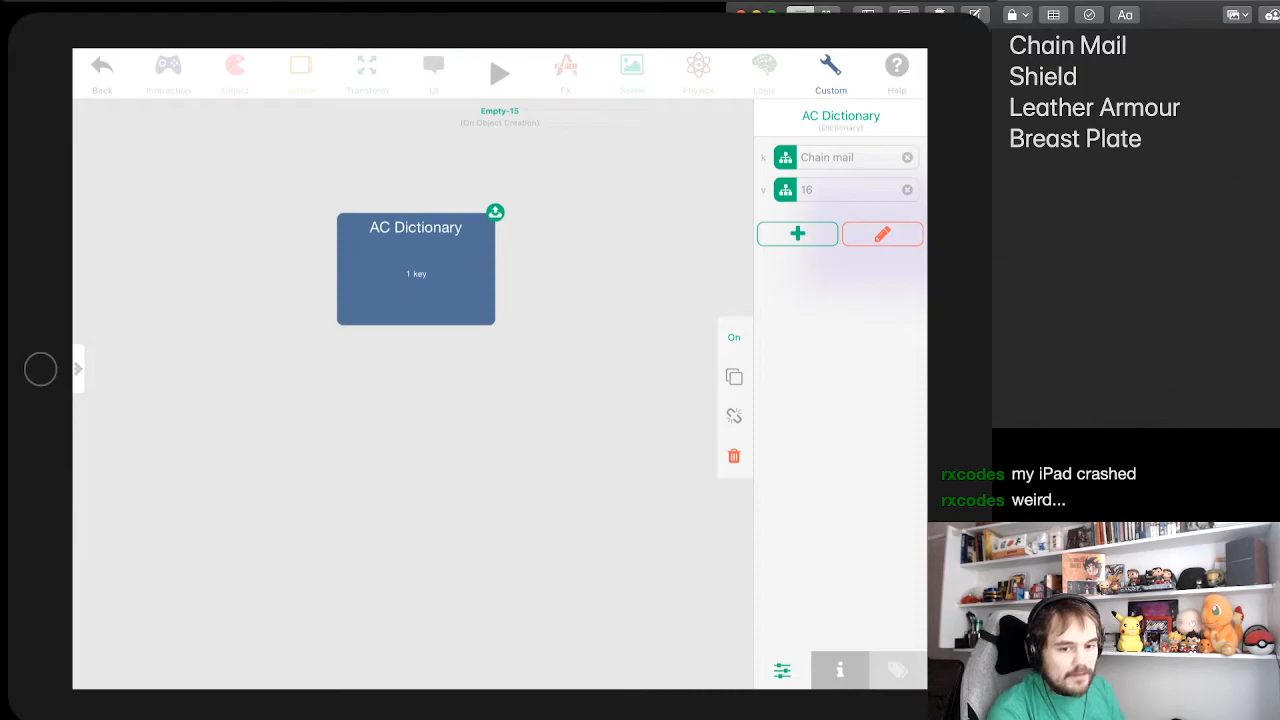 Back
Interaction
Object
Transform
UI
FX
Scene
Physics
Logic
Custom
Help
Empty-15
(On Object Creation)
AC Dictionary
1 key
AC Dictionary
(Dictionary)
k Chain mail
v 16
On
Aa
Chain Mail
Shield
Leather Armour
Breast Plate
rxcodes my iPad crashed
rxcodes weird...